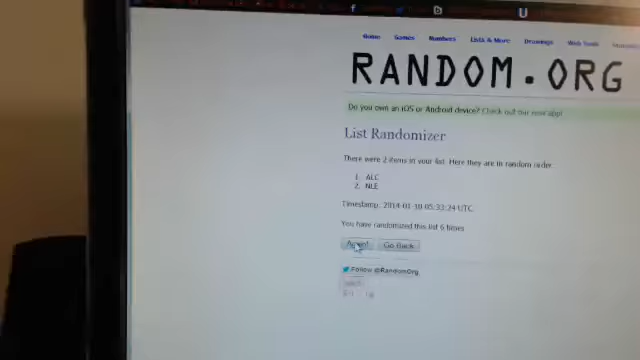 Home Games Numbers Lists & More Drawings Web Tools
RANDOM.ORG
Do you own an iOS or Android device? Check out our new app!
List Randomizer
There were 2 items in your list. Here they are in random order:
1. ALC
2. NLE
Timestamp: 2014-01-10 05:33:24 UTC
You have randomized this list 6 times
Again! Go Back
Follow @RandomOrg